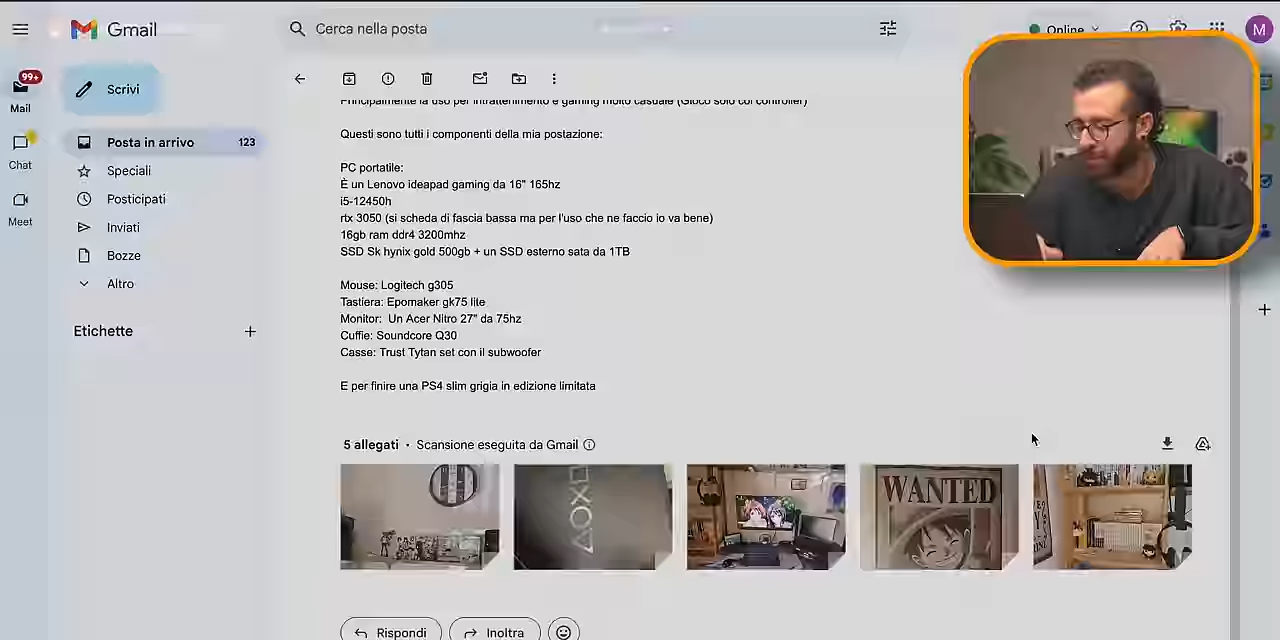 Gmail
Cerca nella posta
Online
M
99+
Mail
Scrivi
Chat
Posta in arrivo 123
Speciali
Meet
Posticipati
Inviati
Bozze
Altro
Etichette
Principalmente la uso per intrattenimento e gaming molto casuale (Gioco solo col controller)
Questi sono tutti i componenti della mia postazione:
PC portatile:
È un Lenovo ideapad gaming da 16" 165hz
i5-12450h
rtx 3050 (si scheda di fascia bassa ma per l'uso che ne faccio io va bene)
16gb ram ddr4 3200mhz
SSD Sk hynix gold 500gb + un SSD esterno sata da 1TB
Mouse: Logitech g305
Tastiera: Epomaker gk75 lite
Monitor: Un Acer Nitro 27" da 75hz
Cuffie: Soundcore Q30
Casse: Trust Tytan set con il subwoofer
E per finire una PS4 slim grigia in edizione limitata
5 allegati • Scansione eseguita da Gmail
WANTED
Rispondi
Inoltra